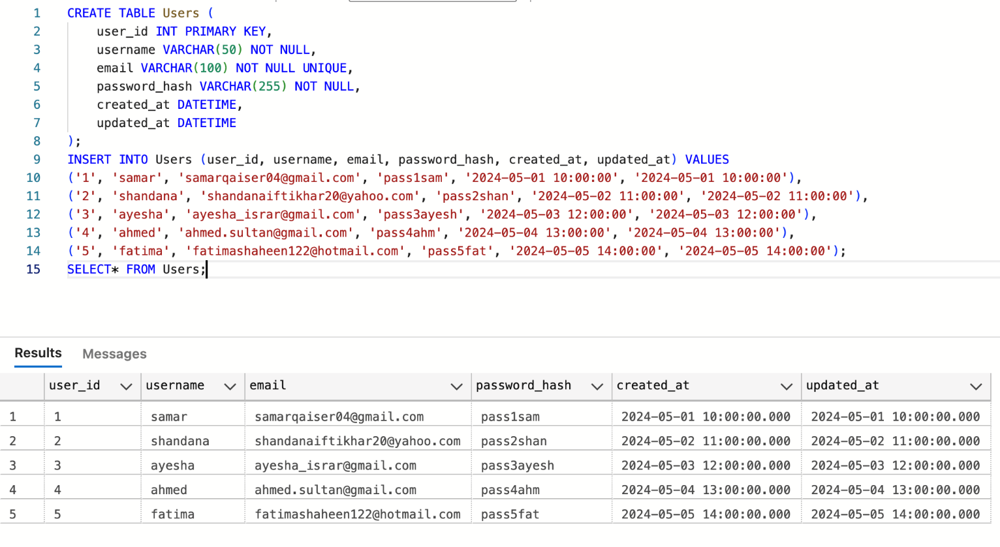 1 CREATE TABLE Users (
2 user_id INT PRIMARY KEY,
3 username VARCHAR(50) NOT NULL,
4 email VARCHAR(100) NOT NULL UNIQUE,
5 password_hash VARCHAR(255) NOT NULL,
6 created_at DATETIME,
7 updated_at DATETIME
8 );
9 INSERT INTO Users (user_id, username, email, password_hash, created_at, updated_at) VALUES
10 ('1', 'samar', 'samarqaiser04@gmail.com', 'pass1sam', '2024-05-01 10:00:00', '2024-05-01 10:00:00'),
11 ('2', 'shandana', 'shandanaiftikhar20@yahoo.com', 'pass2shan', '2024-05-02 11:00:00', '2024-05-02 11:00:00'),
12 ('3', 'ayesha', 'ayesha_israr@gmail.com', 'pass3ayesh', '2024-05-03 12:00:00', '2024-05-03 12:00:00'),
13 ('4', 'ahmed', 'ahmed.sultan@gmail.com', 'pass4ahm', '2024-05-04 13:00:00', '2024-05-04 13:00:00'),
14 ('5', 'fatima', 'fatimashaheen122@hotmail.com', 'pass5fat', '2024-05-05 14:00:00', '2024-05-05 14:00:00');
15 SELECT* FROM Users;
Results Messages
user_id username email password_hash created_at updated_at
1 1 samar samarqaiser04@gmail.com pass1sam 2024-05-01 10:00:00.000 2024-05-01 10:00:00.000
2 2 shandana shandanaiftikhar20@yahoo.com pass2shan 2024-05-02 11:00:00.000 2024-05-02 11:00:00.000
3 3 ayesha ayesha_israr@gmail.com pass3ayesh 2024-05-03 12:00:00.000 2024-05-03 12:00:00.000
4 4 ahmed ahmed.sultan@gmail.com pass4ahm 2024-05-04 13:00:00.000 2024-05-04 13:00:00.000
5 5 fatima fatimashaheen122@hotmail.com pass5fat 2024-05-05 14:00:00.000 2024-05-05 14:00:00.000